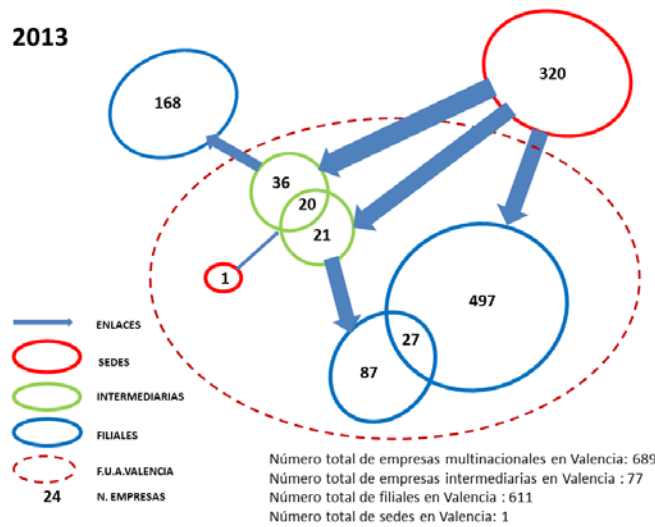 2013
168
320
36
20
21
1
497
27
87
ENLACES
SEDES
INTERMEDIARIAS
FILIALES
F.U.A.VALENCIA
24 N. EMPRESAS
Número total de empresas multinacionales en Valencia: 689
Número total de empresas intermediarias en Valencia : 77
Número total de filiales en Valencia : 611
Número total de sedes en Valencia: 1